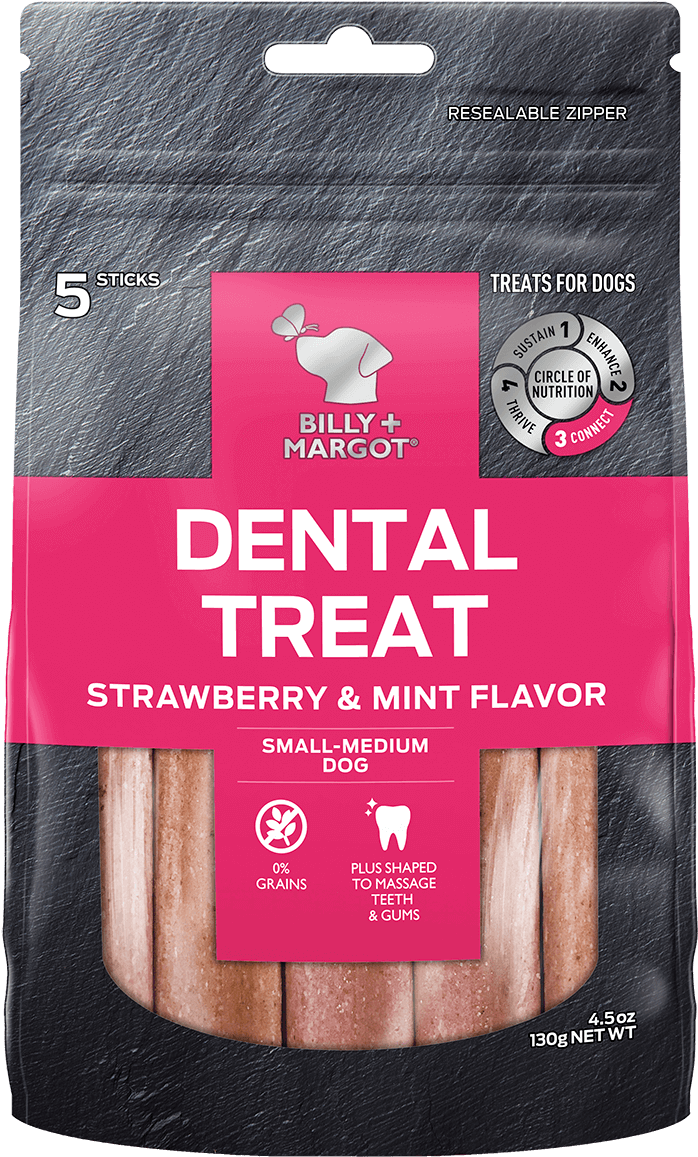 RESEALABLE ZIPPER
5 STICKS
TREATS FOR DOGS
SUSTAIN 1
ENHANCE 2
3 CONNECT
4 THRIVE
CIRCLE OF
NUTRITION
BILLY +
MARGOT®
DENTAL
TREAT
STRAWBERRY & MINT FLAVOR
SMALL-MEDIUM
DOG
0%
GRAINS
PLUS SHAPED
TO MASSAGE
TEETH
& GUMS
4.5oz
130g NET WT